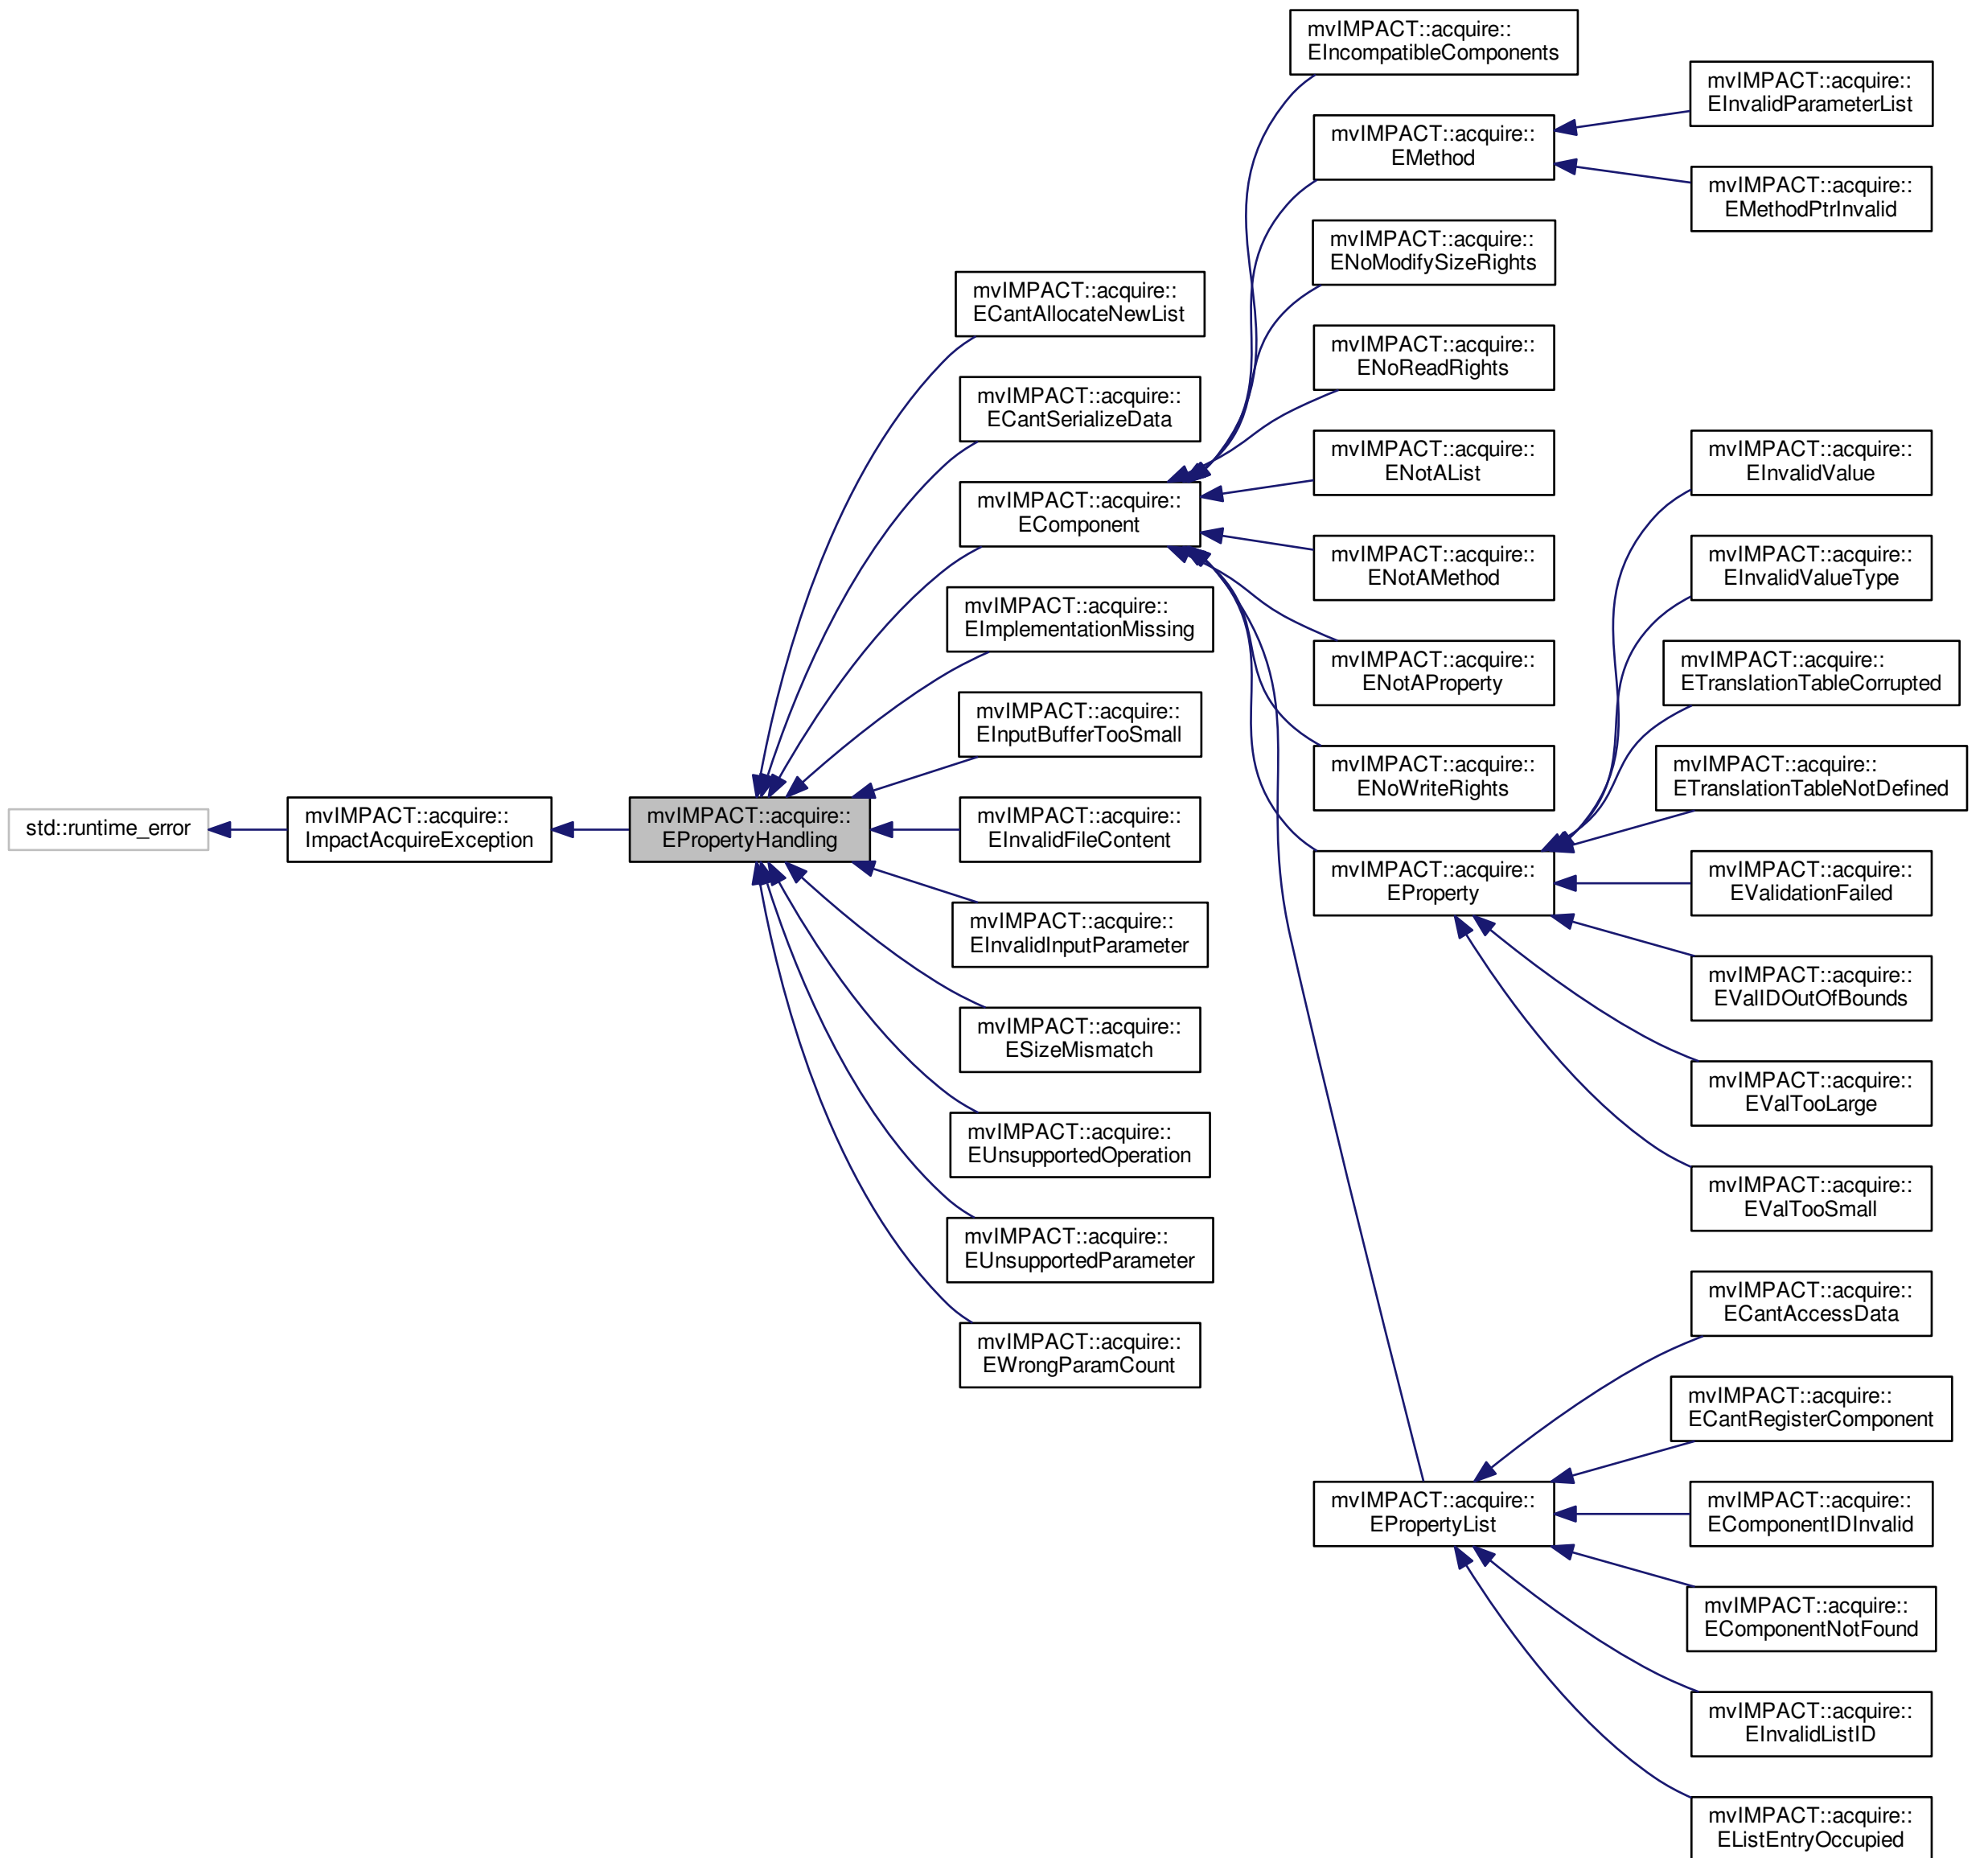 std::runtime_error
mvIMPACT::acquire::
ImpactAcquireException
mvIMPACT::acquire::
EPropertyHandling
mvIMPACT::acquire::
ECantAllocateNewList
mvIMPACT::acquire::
ECantSerializeData
mvIMPACT::acquire::
EComponent
mvIMPACT::acquire::
EImplementationMissing
mvIMPACT::acquire::
EInputBufferTooSmall
mvIMPACT::acquire::
EInvalidFileContent
mvIMPACT::acquire::
EInvalidInputParameter
mvIMPACT::acquire::
ESizeMismatch
mvIMPACT::acquire::
EUnsupportedOperation
mvIMPACT::acquire::
EUnsupportedParameter
mvIMPACT::acquire::
EWrongParamCount
mvIMPACT::acquire::
EIncompatibleComponents
mvIMPACT::acquire::
EMethod
mvIMPACT::acquire::
ENoModifySizeRights
mvIMPACT::acquire::
ENoReadRights
mvIMPACT::acquire::
ENotAList
mvIMPACT::acquire::
ENotAMethod
mvIMPACT::acquire::
ENotAProperty
mvIMPACT::acquire::
ENoWriteRights
mvIMPACT::acquire::
EProperty
mvIMPACT::acquire::
EPropertyList
mvIMPACT::acquire::
EInvalidParameterList
mvIMPACT::acquire::
EMethodPtrInvalid
mvIMPACT::acquire::
EInvalidValue
mvIMPACT::acquire::
EInvalidValueType
mvIMPACT::acquire::
ETranslationTableCorrupted
mvIMPACT::acquire::
ETranslationTableNotDefined
mvIMPACT::acquire::
EValidationFailed
mvIMPACT::acquire::
EValIDOutOfBounds
mvIMPACT::acquire::
EValTooLarge
mvIMPACT::acquire::
EValTooSmall
mvIMPACT::acquire::
ECantAccessData
mvIMPACT::acquire::
ECantRegisterComponent
mvIMPACT::acquire::
EComponentIDInvalid
mvIMPACT::acquire::
EComponentNotFound
mvIMPACT::acquire::
EInvalidListID
mvIMPACT::acquire::
EListEntryOccupied